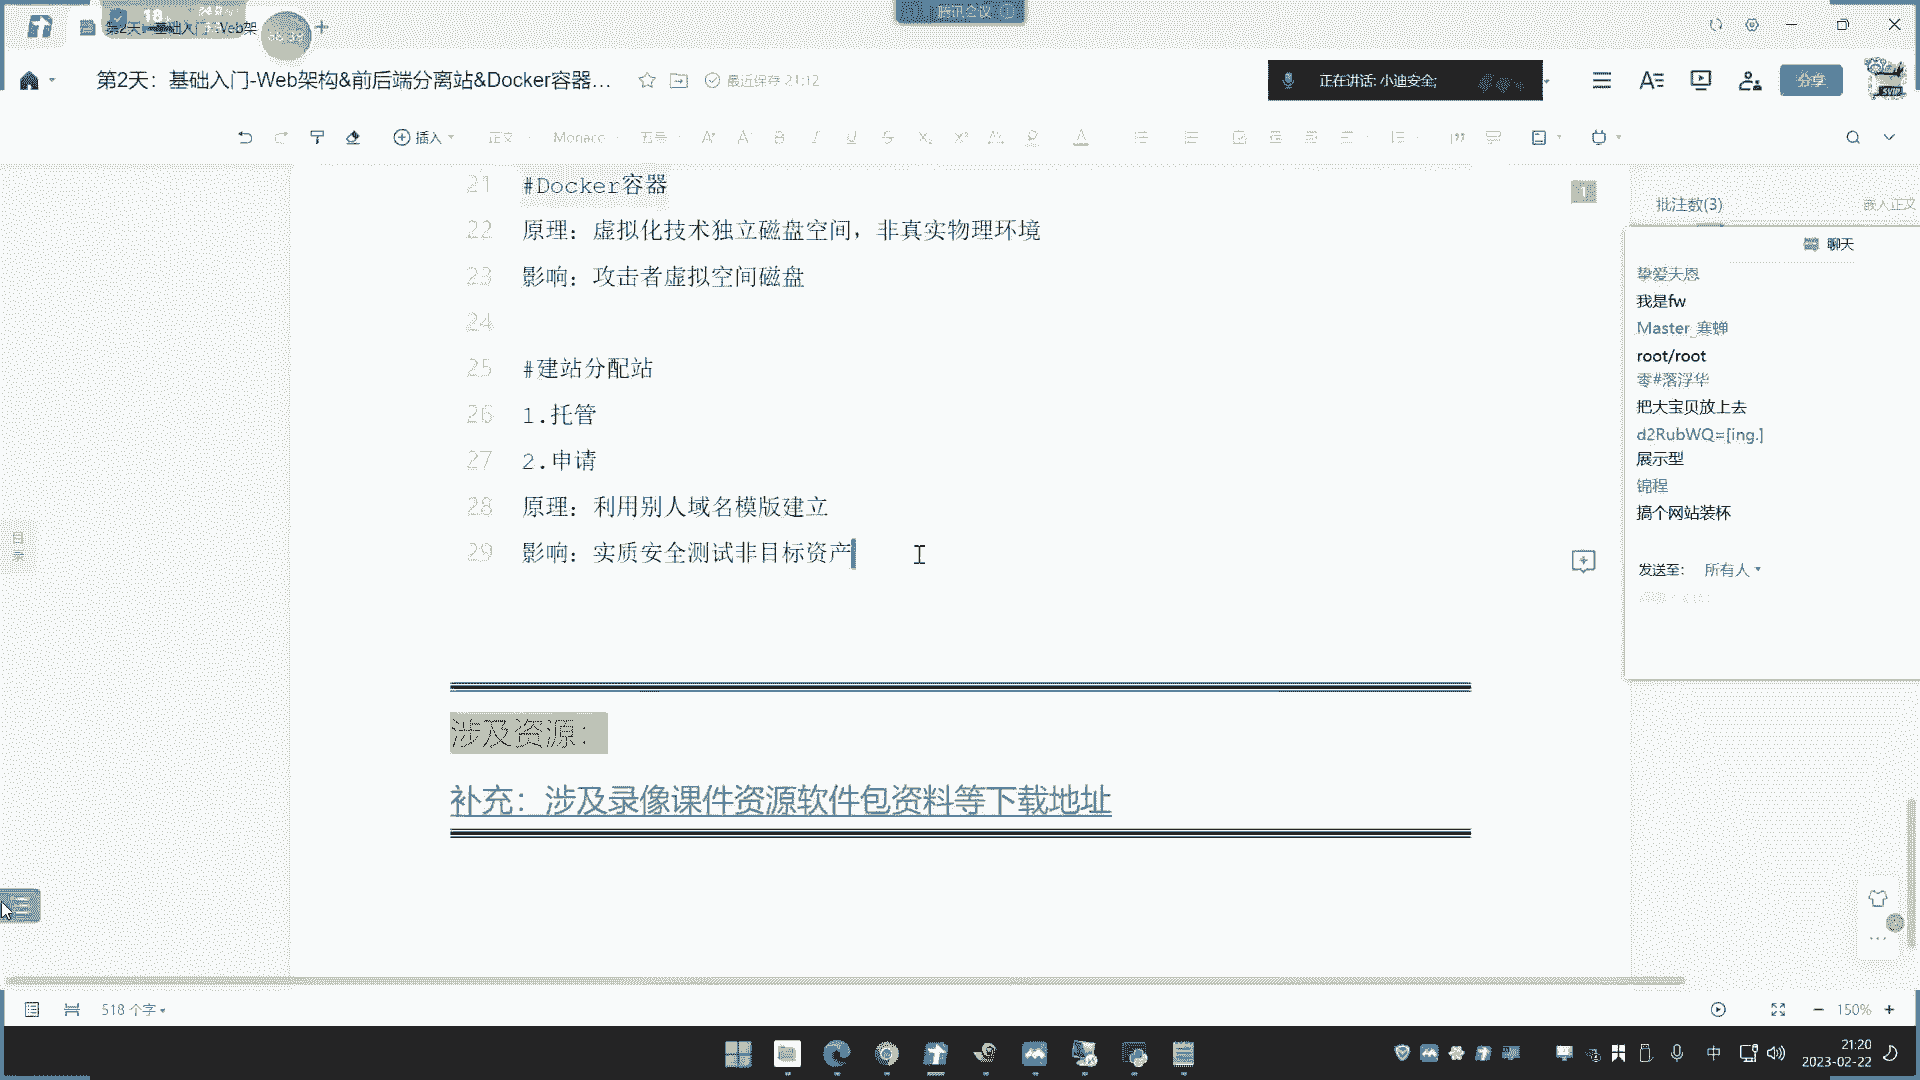 腾讯会议
第2天：基础入门-Web架
第2天：基础入门-Web架构&前后端分离站&Docker容器…
最近保存 21:12
正在讲话: 小迪安全;
分享
插入
正文
Monaco
五号
21 #Docker容器
22 原理：虚拟化技术独立磁盘空间，非真实物理环境
23 影响：攻击者虚拟空间磁盘
24
25 #建站分配站
26 1.托管
27 2.申请
28 原理：利用别人域名模版建立
29 影响：实质安全测试非目标资产
涉及资源：
补充：涉及录像课件资源软件包资料等下载地址
目录
1
批注数(3)
嵌入正文
聊天
挚爱天恩
我是fw
Master_寒蝉
root/root
零#落浮华
把大宝贝放上去
d2RubWQ=[ing.]
展示型
锦程
搞个网站装杯
发送至： 所有人
518 个字
150%
中
21:20
2023-02-22